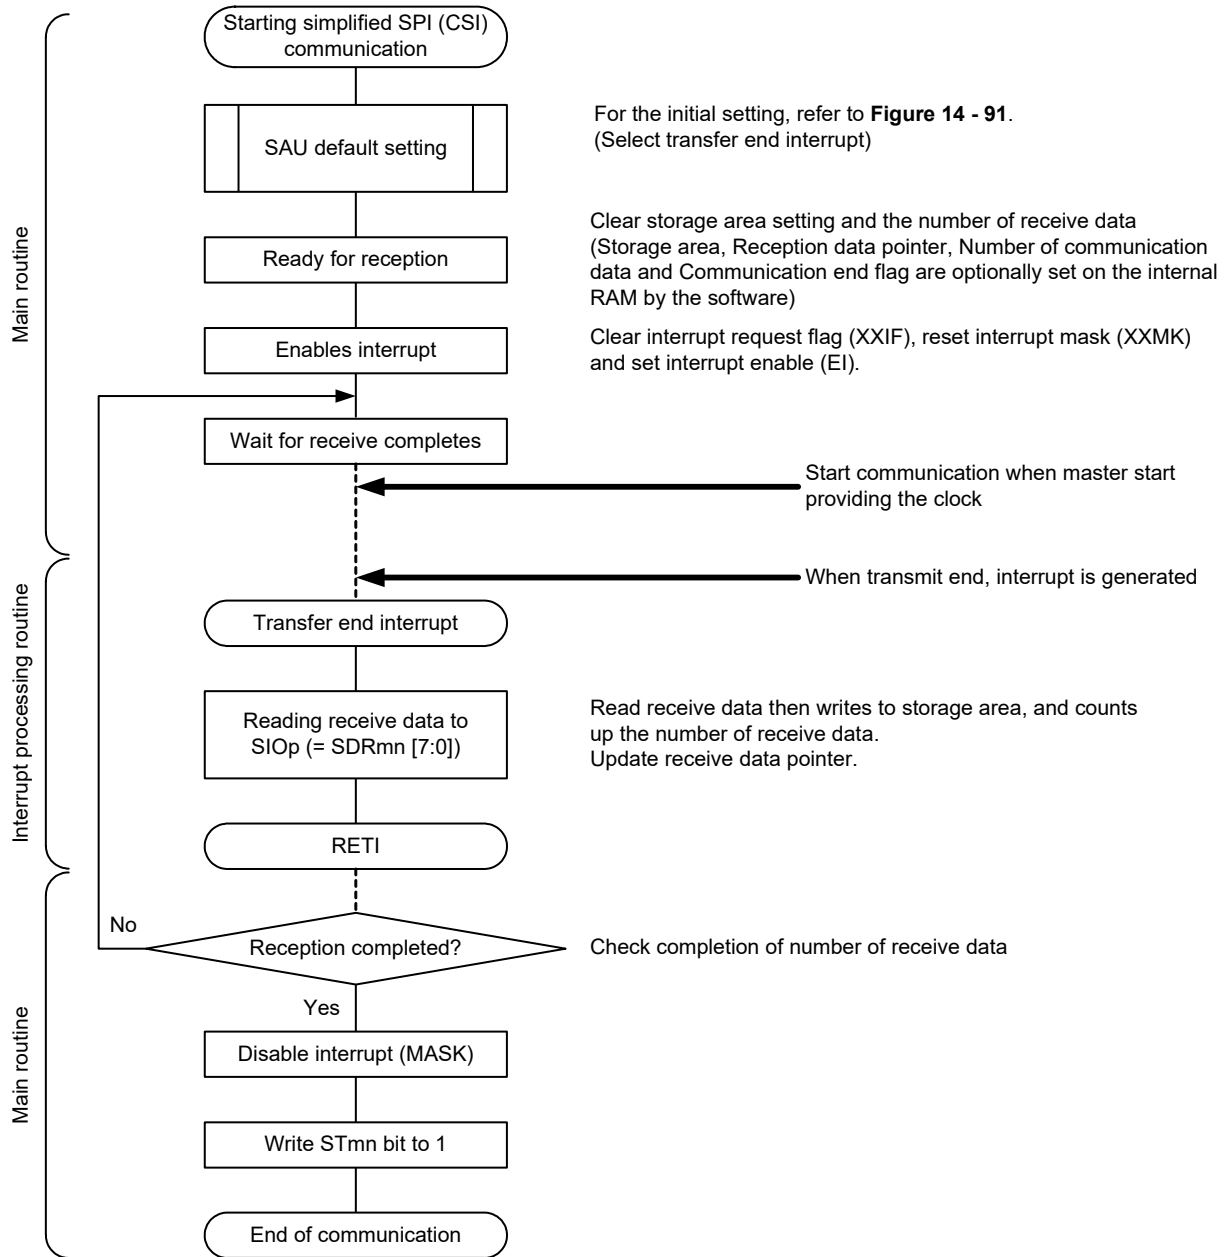 Starting simplified SPI (CSI)
communication
SAU default setting
For the initial setting, refer to Figure 14 - 91.
(Select transfer end interrupt)
Main routine
Ready for reception
Clear storage area setting and the number of receive data
(Storage area, Reception data pointer, Number of communication
data and Communication end flag are optionally set on the internal
RAM by the software)
Enables interrupt
Clear interrupt request flag (XXIF), reset interrupt mask (XXMK)
and set interrupt enable (EI).
Wait for receive completes
Start communication when master start
providing the clock
When transmit end, interrupt is generated
Interrupt processing routine
Transfer end interrupt
Reading receive data to
SIOp (= SDRmn [7:0])
Read receive data then writes to storage area, and counts
up the number of receive data.
Update receive data pointer.
RETI
No
Reception completed?
Check completion of number of receive data
Yes
Main routine
Disable interrupt (MASK)
Write STmn bit to 1
End of communication